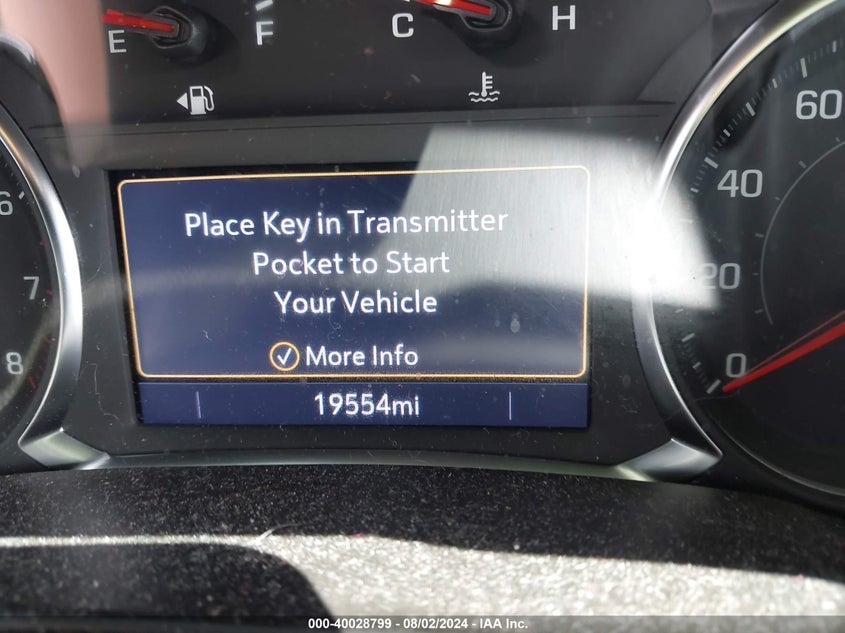 E F C H
60
6 40
7 20
8 0
Place Key in Transmitter
Pocket to Start
Your Vehicle
More Info
19554mi
000-40028799 - 08/02/2024 - IAA Inc.